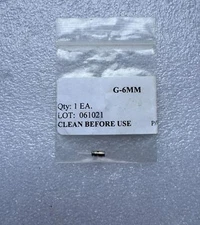 G-6MM
Qty: 1 EA.
LOT: 061021
CLEAN BEFORE USE